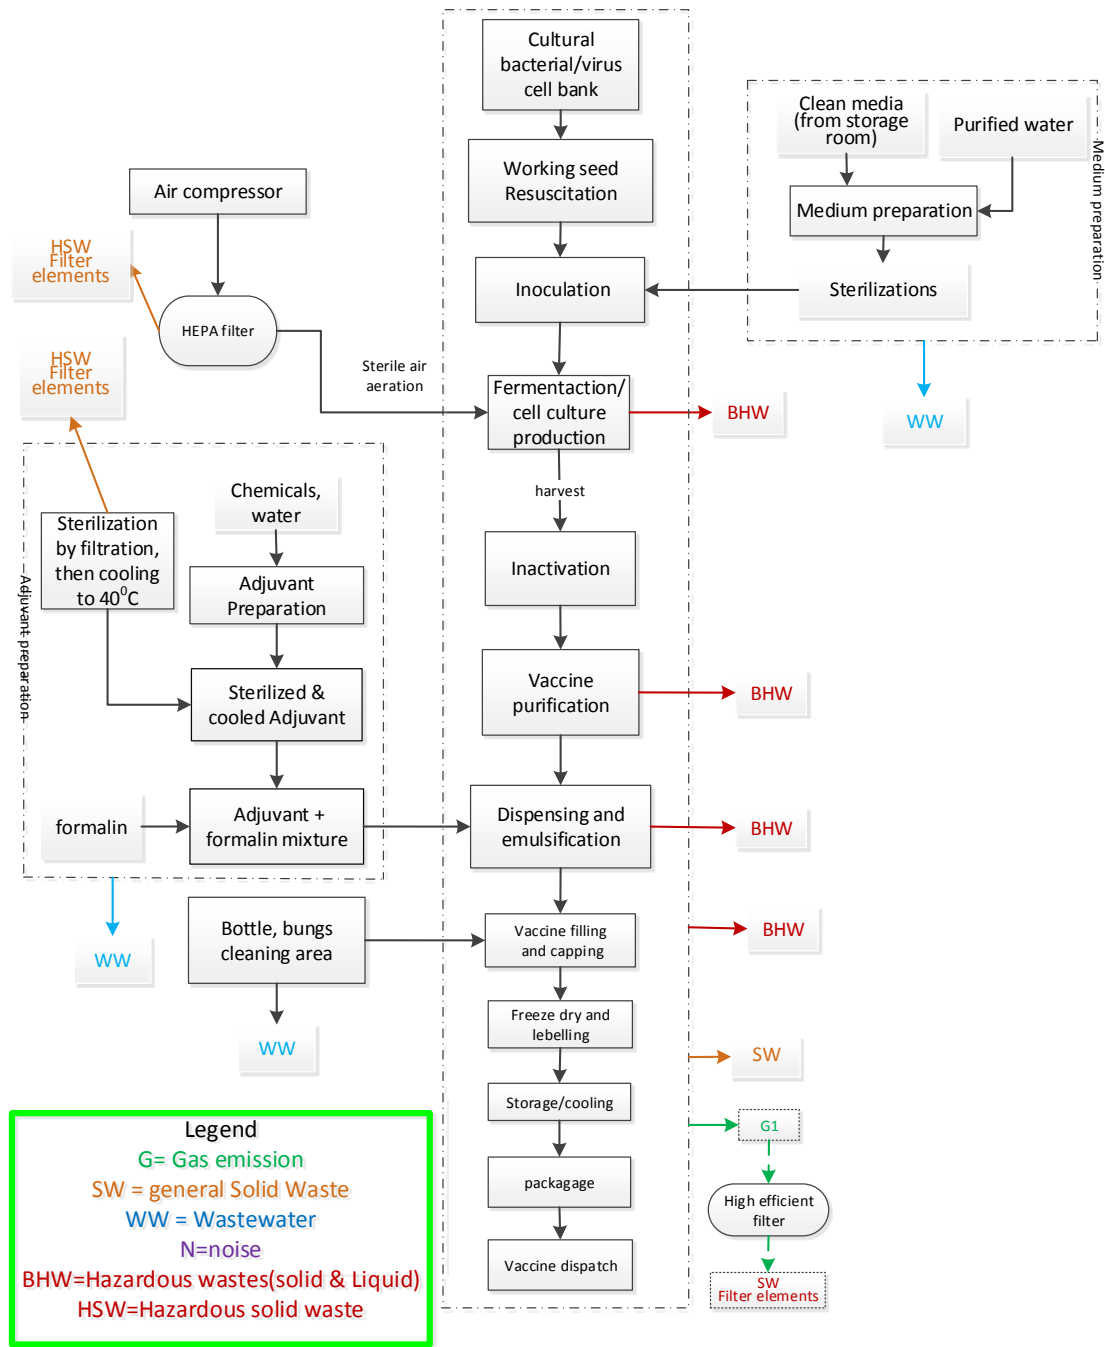 Cultural
bacterial/virus
cell bank
Working seed
Resuscitation
Inoculation
Fermentaction/
cell culture
production
harvest
Inactivation
Vaccine
purification
Dispensing and
emulsification
Vaccine filling
and capping
Freeze dry and
lebelling
Storage/cooling
packagage
Vaccine dispatch
Clean media
(from storage
room)
Purified water
Medium preparation
Sterilizations
Medium preparation
WW
Air compressor
HSW
Filter
elements
HEPA filter
Sterile air
aeration
HSW
Filter
elements
BHW
Chemicals,
water
Sterilization
by filtration,
then cooling
to 40⁰C
Adjuvant
Preparation
Adjuvant preparation
Sterilized &
cooled Adjuvant
formalin
Adjuvant +
formalin mixture
WW
Bottle, bungs
cleaning area
WW
BHW
BHW
BHW
SW
G1
High efficient
filter
SW
Filter elements
Legend
G= Gas emission
SW = general Solid Waste
WW = Wastewater
N=noise
BHW=Hazardous wastes(solid & Liquid)
HSW=Hazardous solid waste